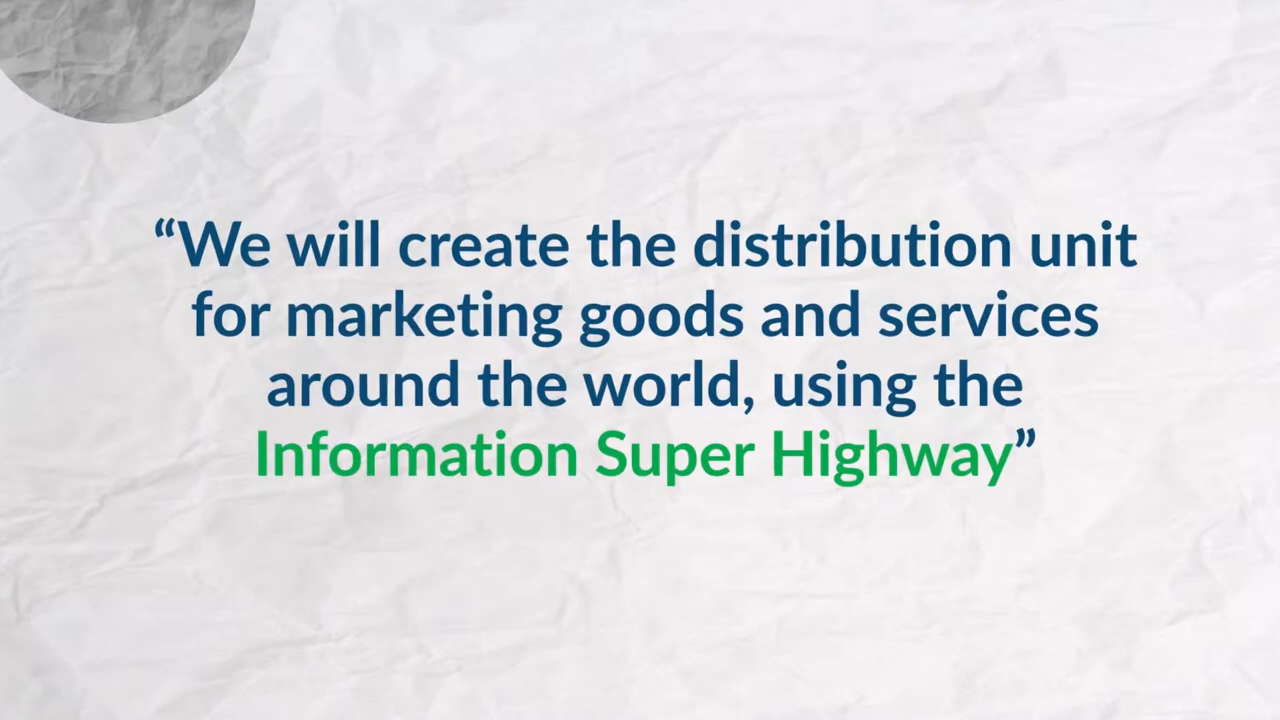 “We will create the distribution unit
for marketing goods and services
around the world, using the
Information Super Highway”